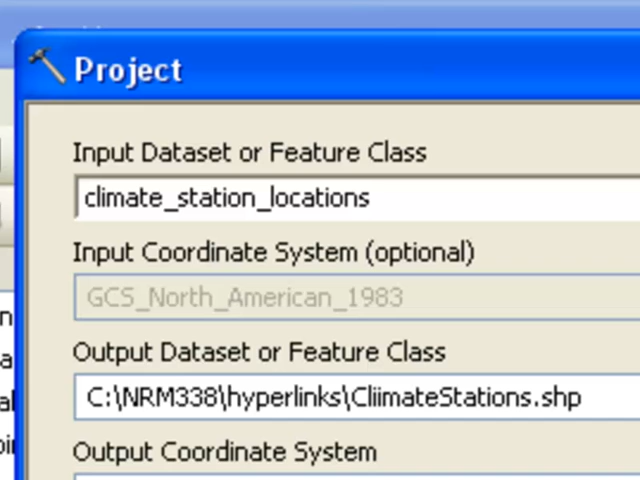 Project
Input Dataset or Feature Class
climate_station_locations
Input Coordinate System (optional)
GCS_North_American_1983
Output Dataset or Feature Class
C:\NRM338\hyperlinks\CliimateStations.shp
Output Coordinate System